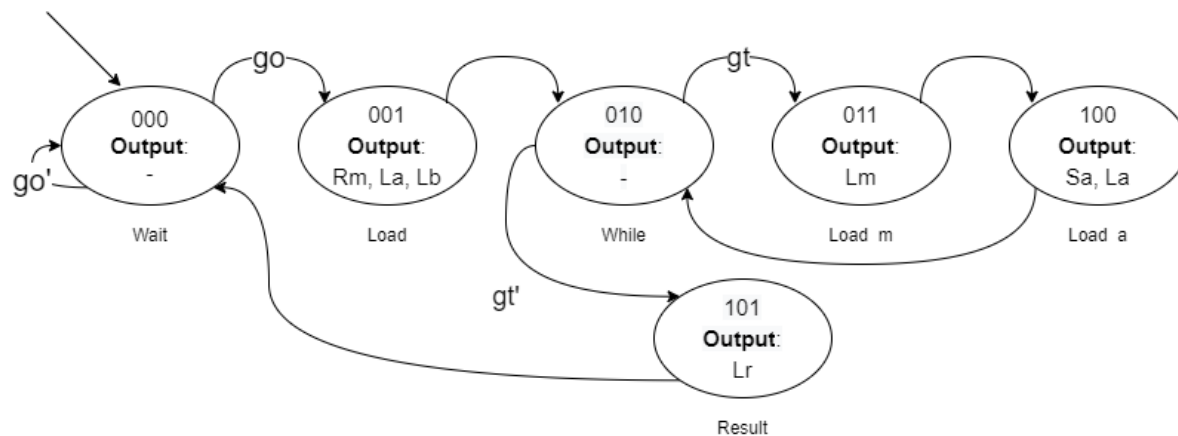 go
gt
000
Output:
-
001
Output:
Rm, La, Lb
010
Output:
-
011
Output:
Lm
100
Output:
Sa, La
go'
Wait
Load
While
Load m
Load a
gt'
101
Output:
Lr
Result